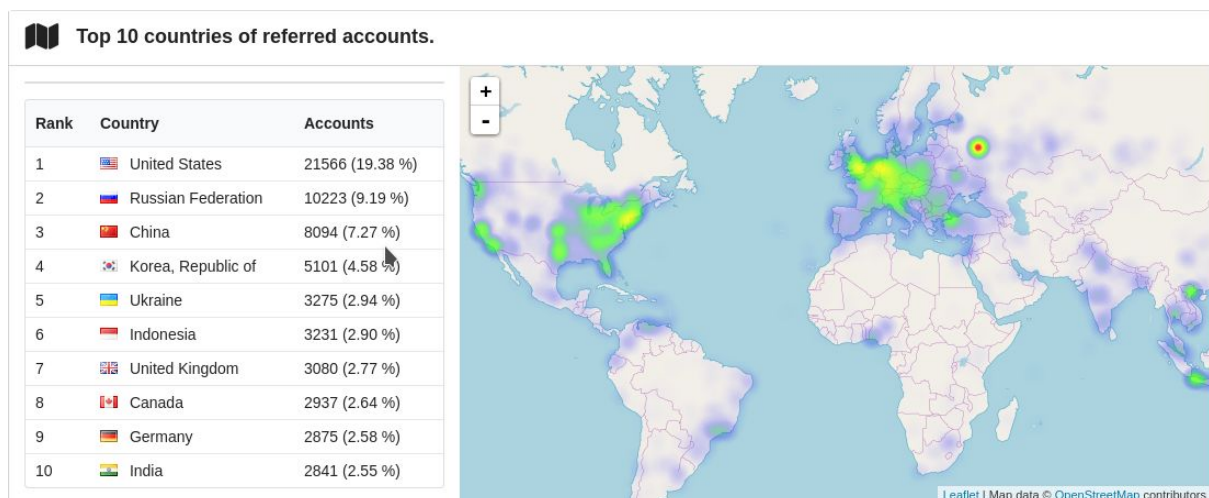 Top 10 countries of referred accounts.
Rank Country Accounts
1 United States 21566 (19.38 %)
2 Russian Federation 10223 (9.19 %)
3 China 8094 (7.27 %)
4 Korea, Republic of 5101 (4.58 %)
5 Ukraine 3275 (2.94 %)
6 Indonesia 3231 (2.90 %)
7 United Kingdom 3080 (2.77 %)
8 Canada 2937 (2.64 %)
9 Germany 2875 (2.58 %)
10 India 2841 (2.55 %)
+
-
Leaflet | Map data © OpenStreetMap contributors